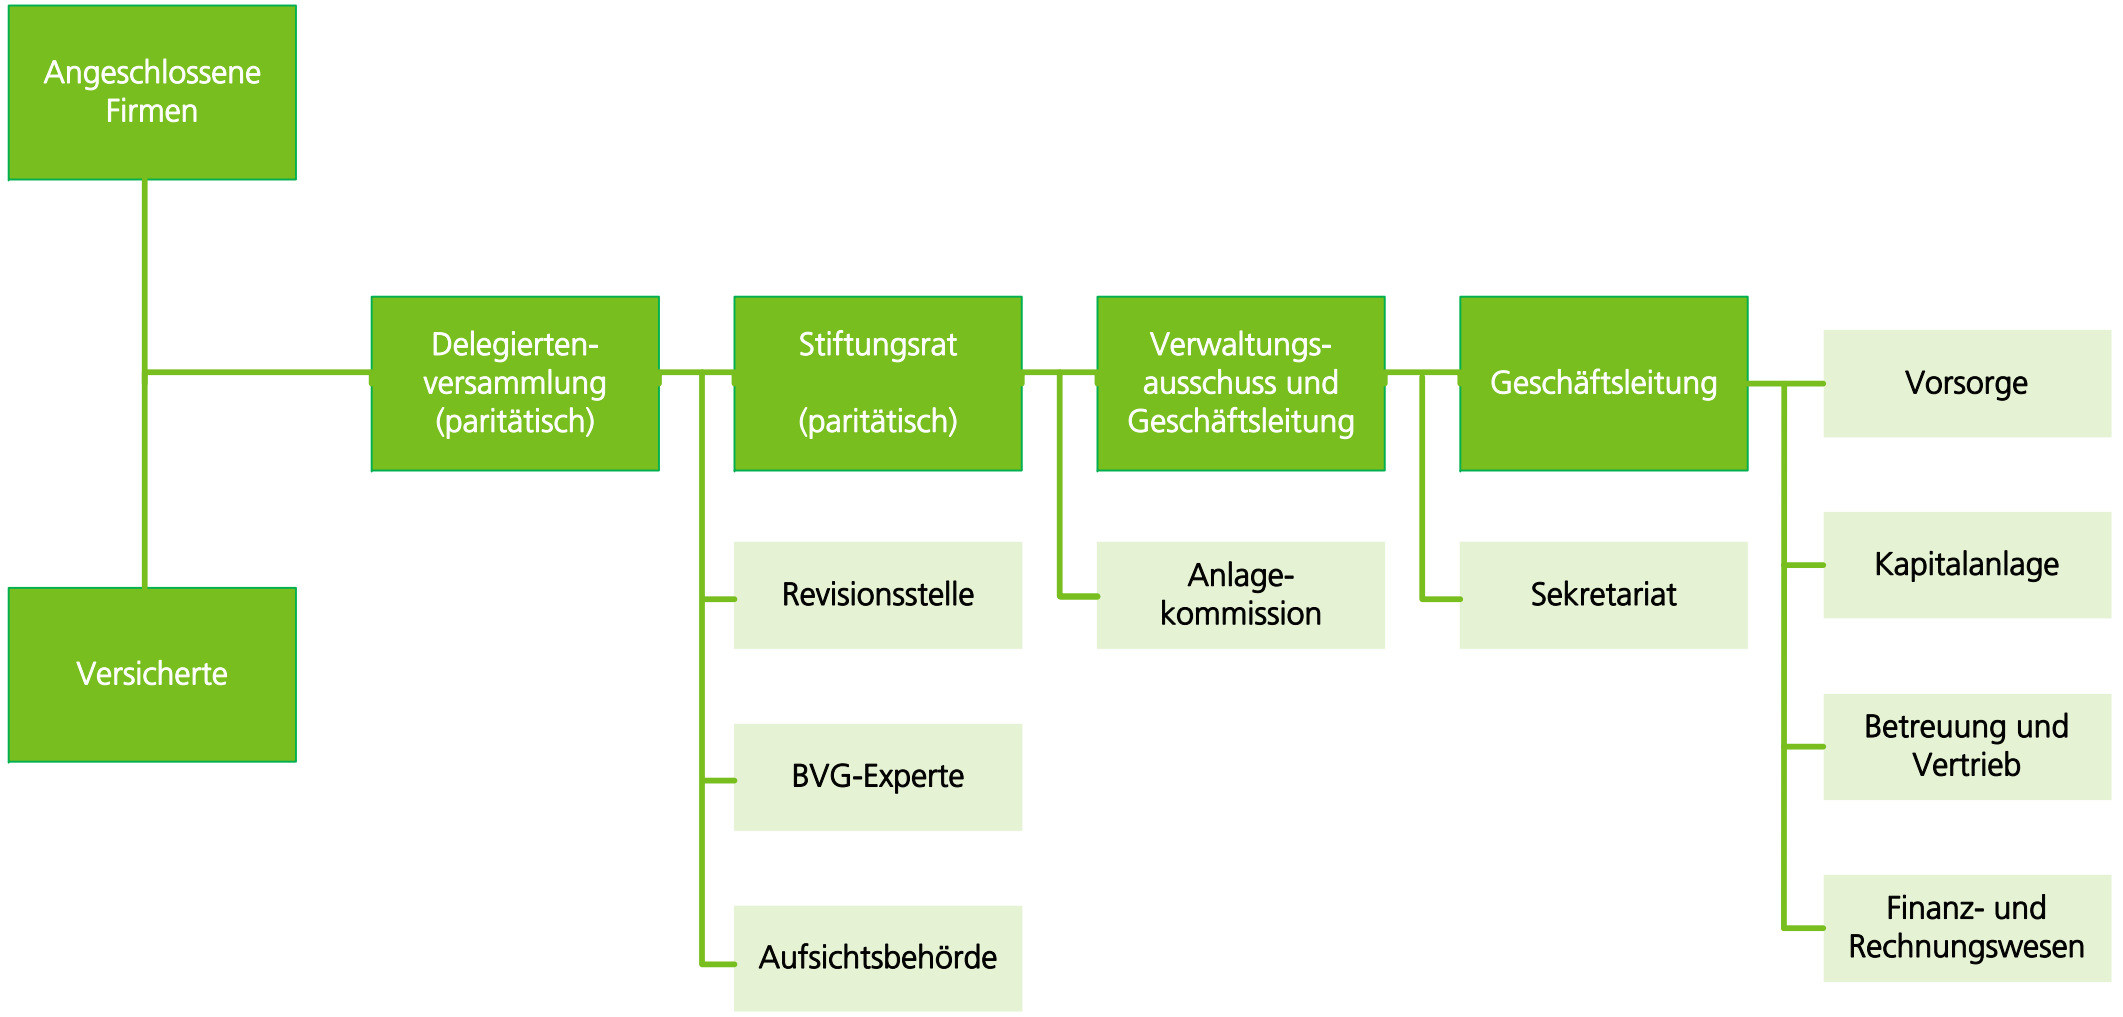 Angeschlossene
Firmen
Versicherte
Delegierten-
versammlung
(paritätisch)
Stiftungsrat
(paritätisch)
Revisionsstelle
BVG-Experte
Aufsichtsbehörde
Verwaltungs-
ausschuss und
Geschäftsleitung
Anlage-
kommission
Geschäftsleitung
Sekretariat
Vorsorge
Kapitalanlage
Betreuung und
Vertrieb
Finanz- und
Rechnungswesen